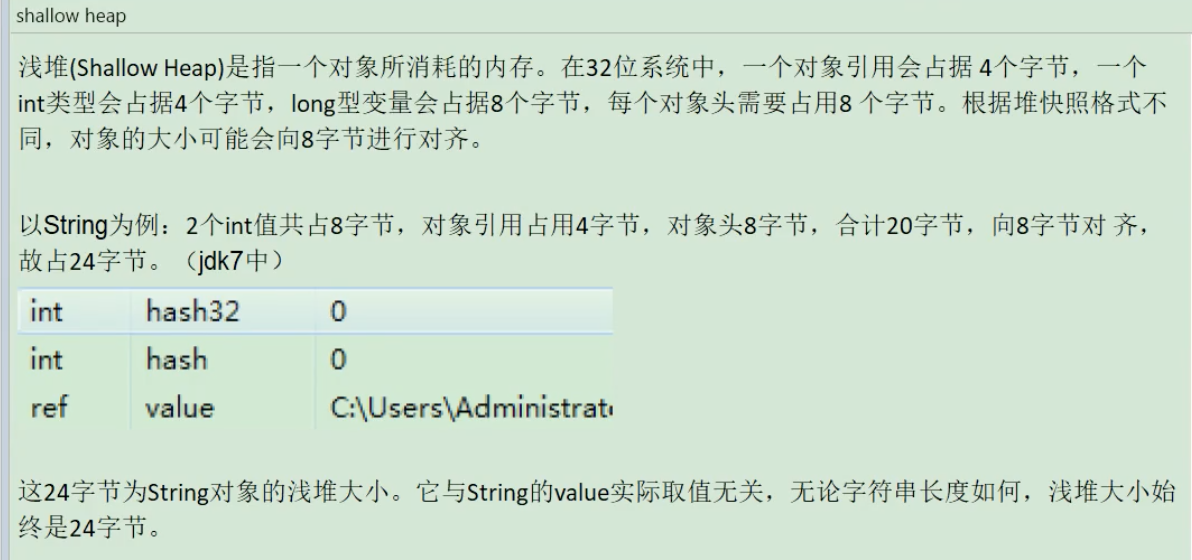 shallow heap
浅堆(Shallow Heap)是指一个对象所消耗的内存。在32位系统中，一个对象引用会占据 4个字节，一个
int类型会占据4个字节，long型变量会占据8个字节，每个对象头需要占用8 个字节。根据堆快照格式不
同，对象的大小可能会向8字节进行对齐。
以String为例：2个int值共占8字节，对象引用占用4字节，对象头8字节，合计20字节，向8字节对 齐，
故占24字节。（jdk7中）
int hash32 0
int hash 0
ref value C:\Users\Administrat
这24字节为String对象的浅堆大小。它与String的value实际取值无关，无论字符串长度如何，浅堆大小始
终是24字节。